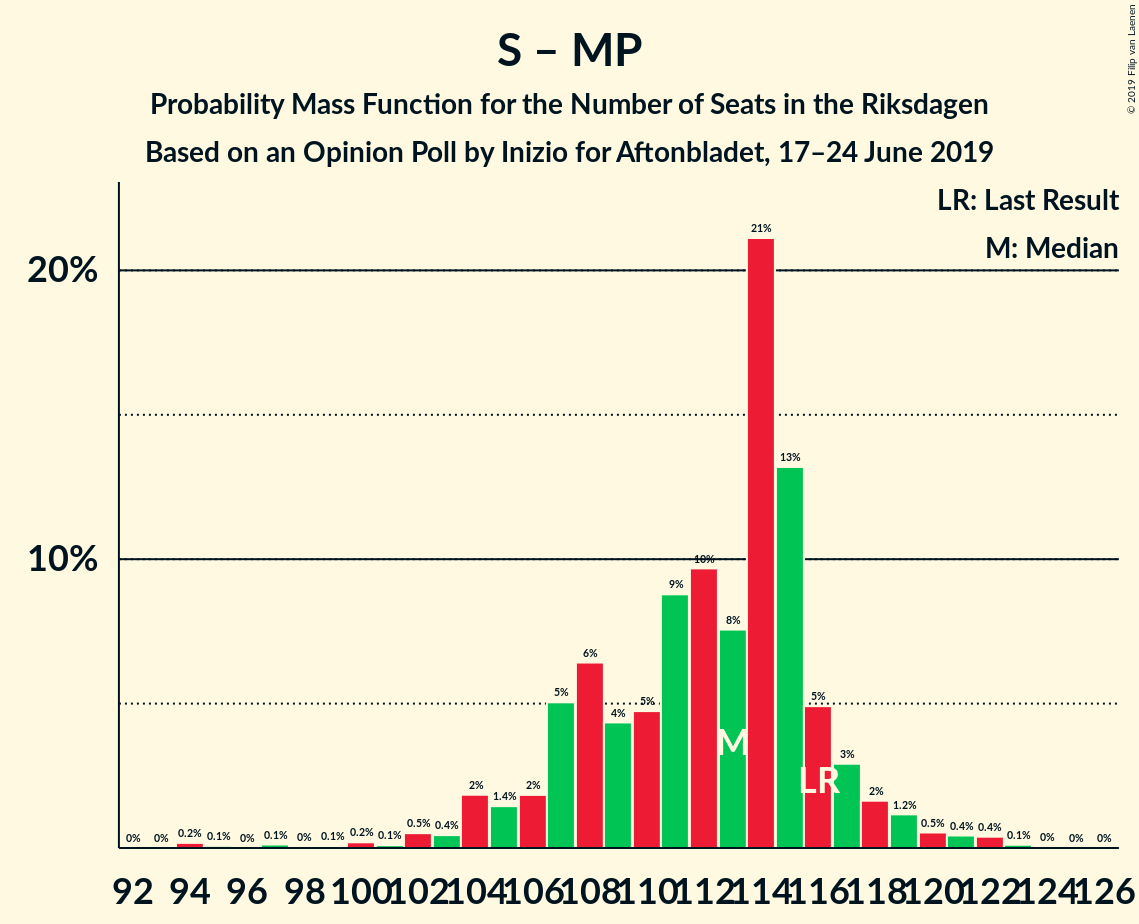 S – MP
Probability Mass Function for the Number of Seats in the Riksdagen
Based on an Opinion Poll by Inizio for Aftonbladet, 17–24 June 2019
© 2019 Filip van Laenen
LR: Last Result
M: Median
20%
10%
0% 0% 0.2% 0.1% 0% 0.1% 0% 0.1% 0.2% 0.1% 0.5% 0.4% 2% 1.4% 2% 5% 6% 4% 5% 9% 10% 8% 21% 13% 5% 3% 2% 1.2% 0.5% 0.4% 0.4% 0.1% 0% 0% 0%
M
LR
92 94 96 98 100 102 104 106 108 110 112 114 116 118 120 122 124 126